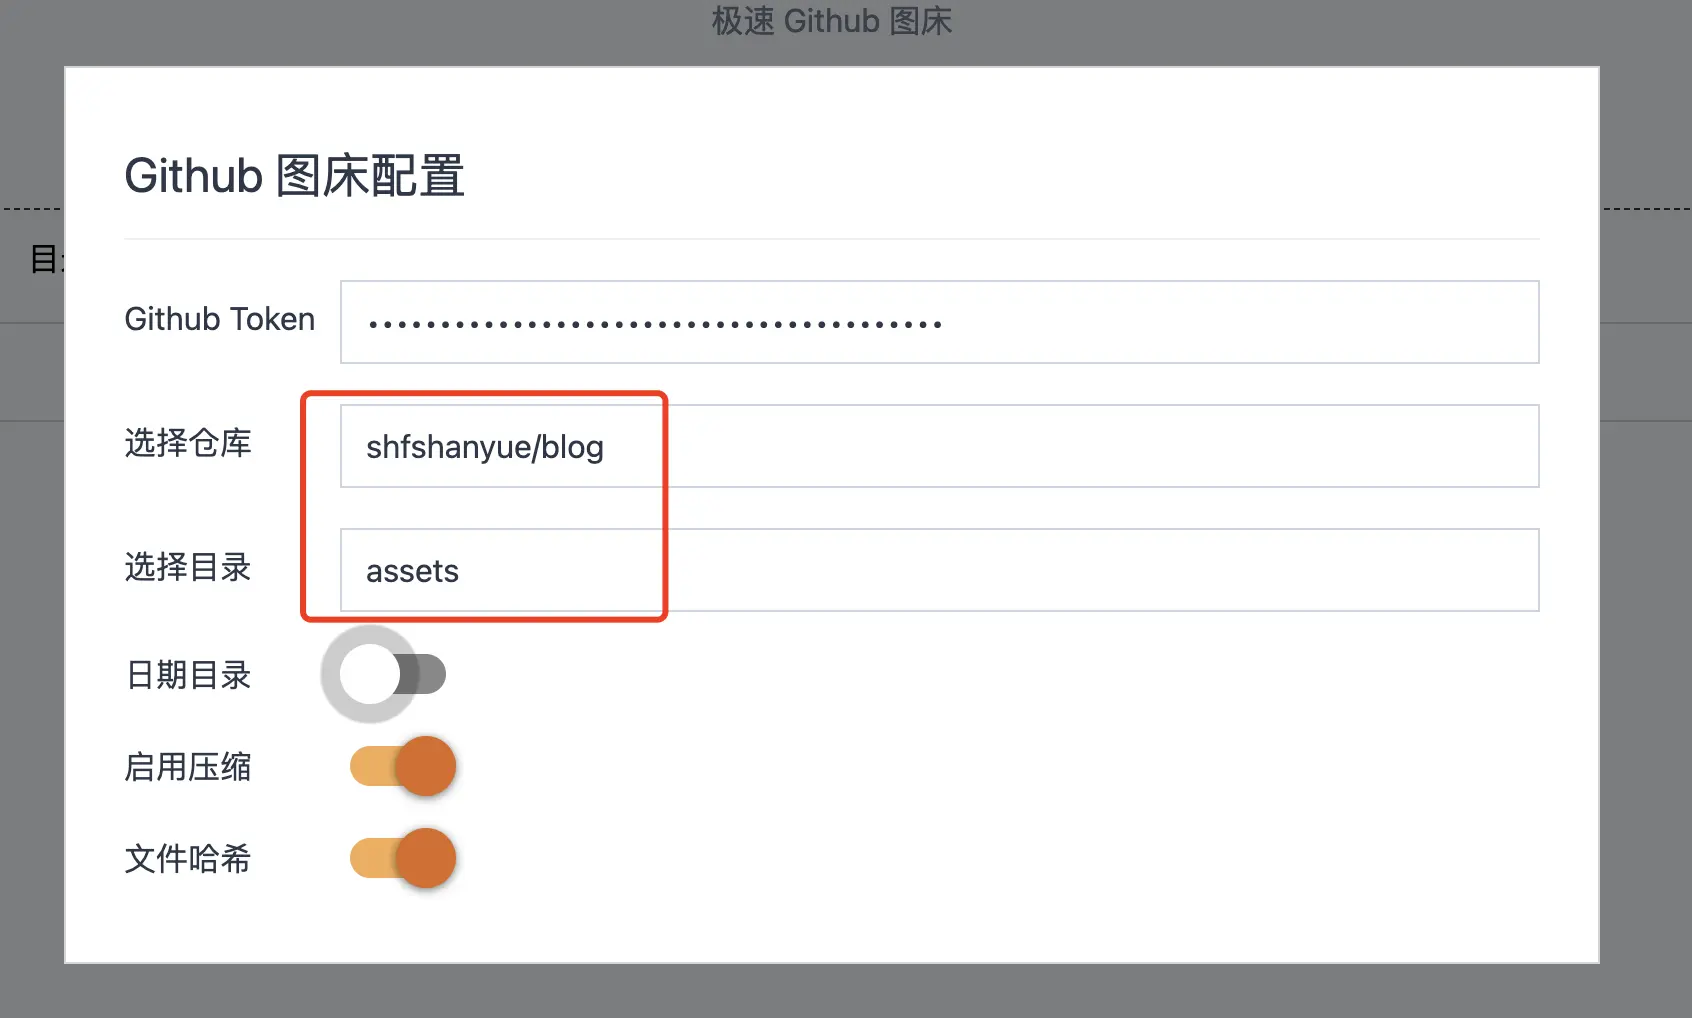 极速 Github 图床
Github 图床配置
目
Github Token
选择仓库
shfshanyue/blog
选择目录
assets
日期目录
启用压缩
文件哈希